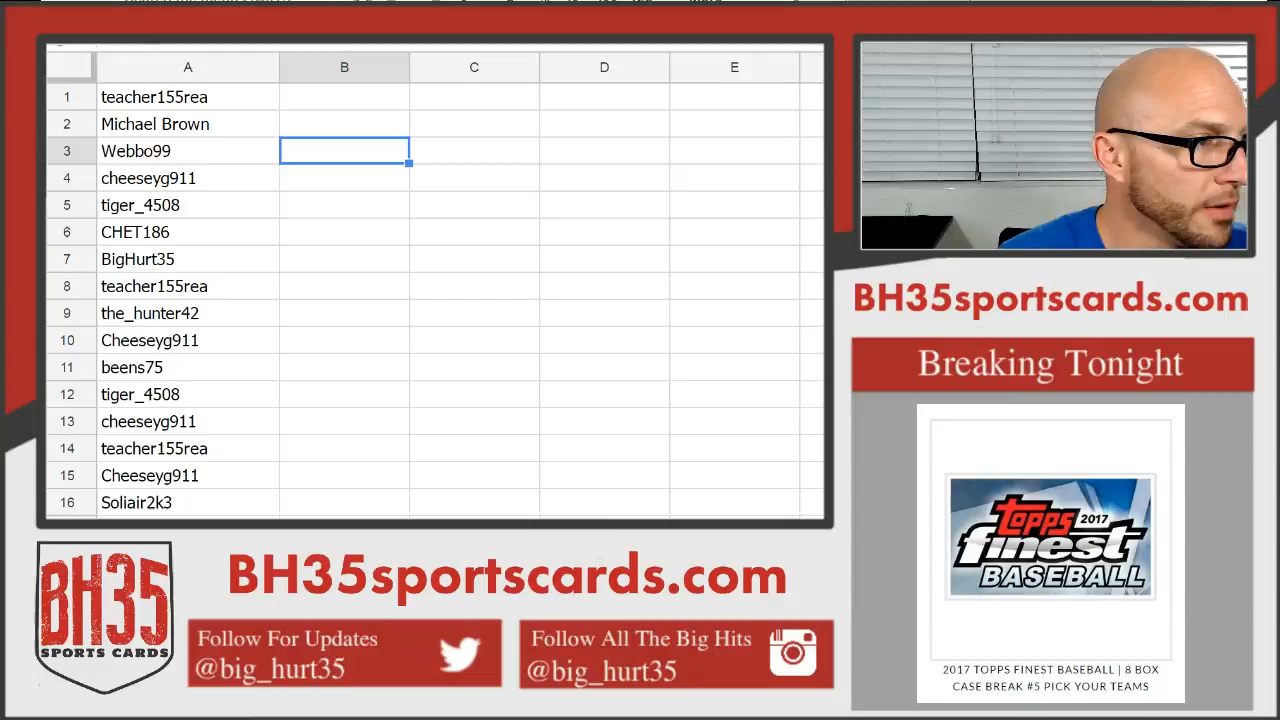 A B C D E
1 teacher155rea
2 Michael Brown
3 Webbo99
4 cheeseyg911
5 tiger_4508
6 CHET186
7 BigHurt35
8 teacher155rea
9 the_hunter42
10 Cheeseyg911
11 beens75
12 tiger_4508
13 cheeseyg911
14 teacher155rea
15 Cheeseyg911
16 Soliair2k3
BH35sportscards.com
Breaking Tonight
topps 2017
finest
BASEBALL
2017 TOPPS FINEST BASEBALL | 8 BOX
CASE BREAK #5 PICK YOUR TEAMS
BH35
SPORTS CARDS
BH35sportscards.com
Follow For Updates
@big_hurt35
Follow All The Big Hits
@big_hurt35